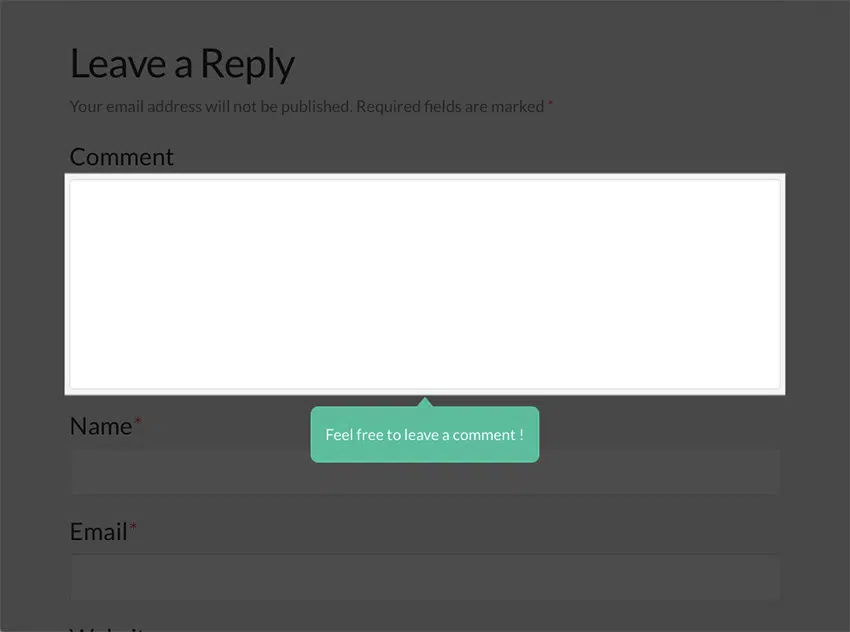 Leave a Reply
Your email address will not be published. Required fields are marked *
Comment
Name*
Feel free to leave a comment !
Email*